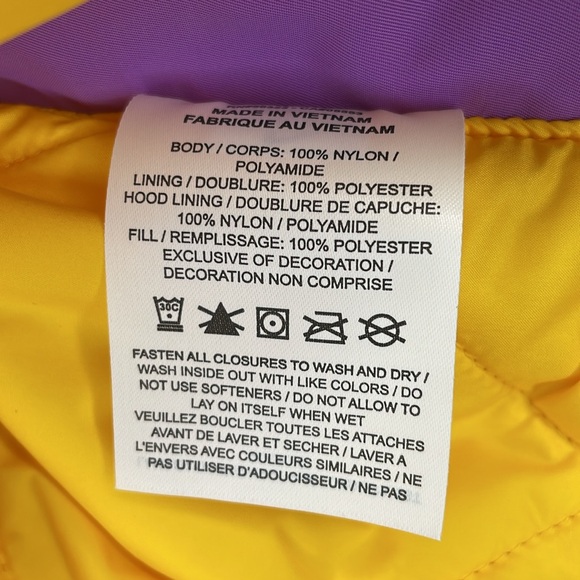 MADE IN VIETNAM
FABRIQUE AU VIETNAM
BODY / CORPS: 100% NYLON /
POLYAMIDE
LINING / DOUBLURE: 100% POLYESTER
HOOD LINING / DOUBLURE DE CAPUCHE:
100% NYLON / POLYAMIDE
FILL / REMPLISSAGE: 100% POLYESTER
EXCLUSIVE OF DECORATION /
DECORATION NON COMPRISE
30C
FASTEN ALL CLOSURES TO WASH AND DRY /
WASH INSIDE OUT WITH LIKE COLORS / DO
NOT USE SOFTENERS / DO NOT ALLOW TO
LAY ON ITSELF WHEN WET
VEUILLEZ BOUCLER TOUTES LES ATTACHES
AVANT DE LAVER ET SECHER / LAVER A
L'ENVERS AVEC COULEURS SIMILAIRES / NE
PAS UTILISER D'ADOUCISSEUR / NE PAS